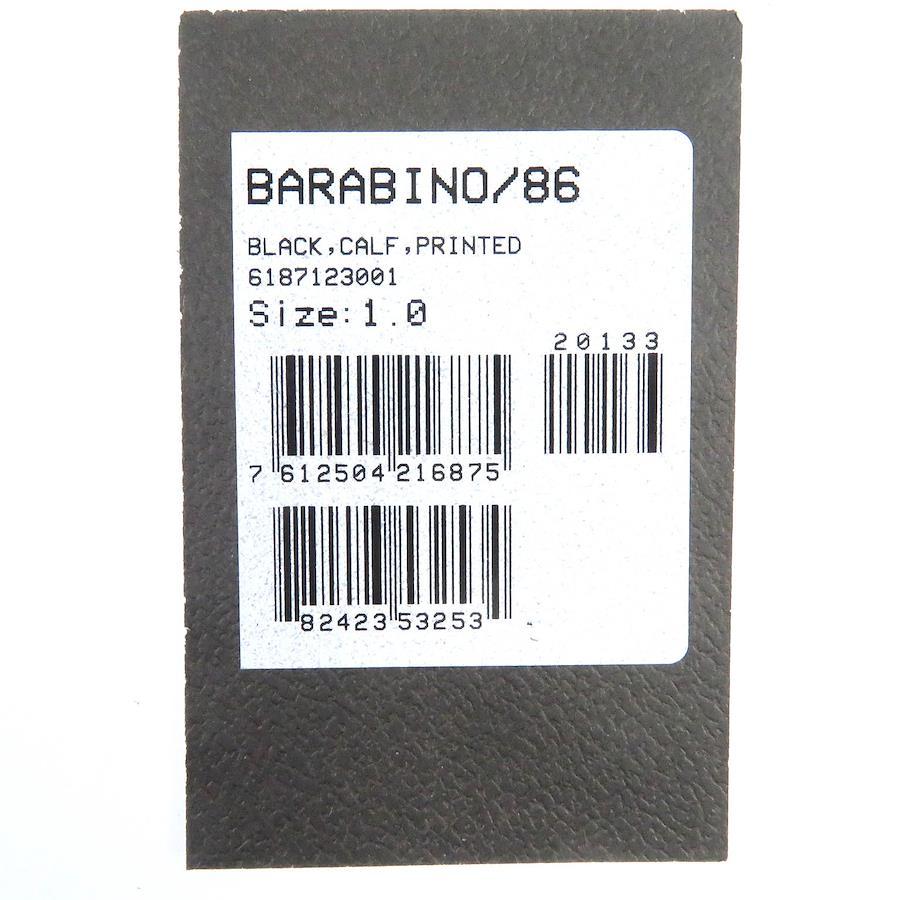 BARABINO/86
BLACK,CALF,PRINTED
6187123001
Size:1.0
20133
7 612504 216875
82423 53253